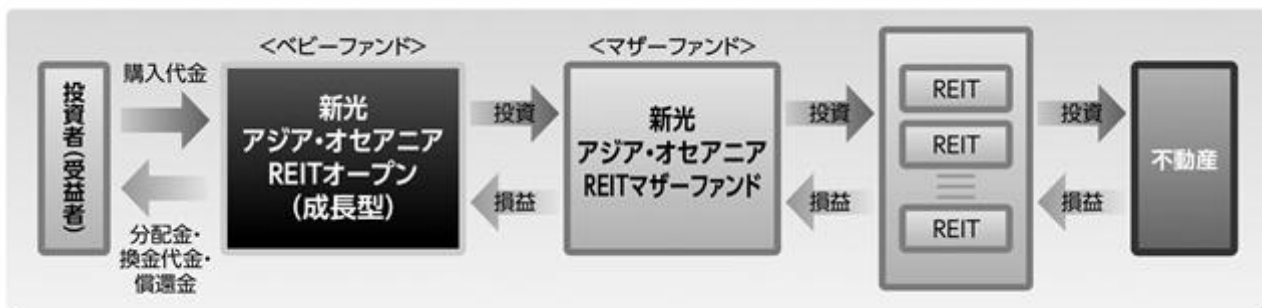 <ベビーファンド>
<マザーファンド>
投資者(受益者)
購入代金
分配金・
換金代金・
償還金
新光
アジア・オセアニア
REITオープン
(成長型)
投資
損益
新光
アジア・オセアニア
REITマザーファンド
投資
損益
REIT
REIT
REIT
投資
損益
不動産